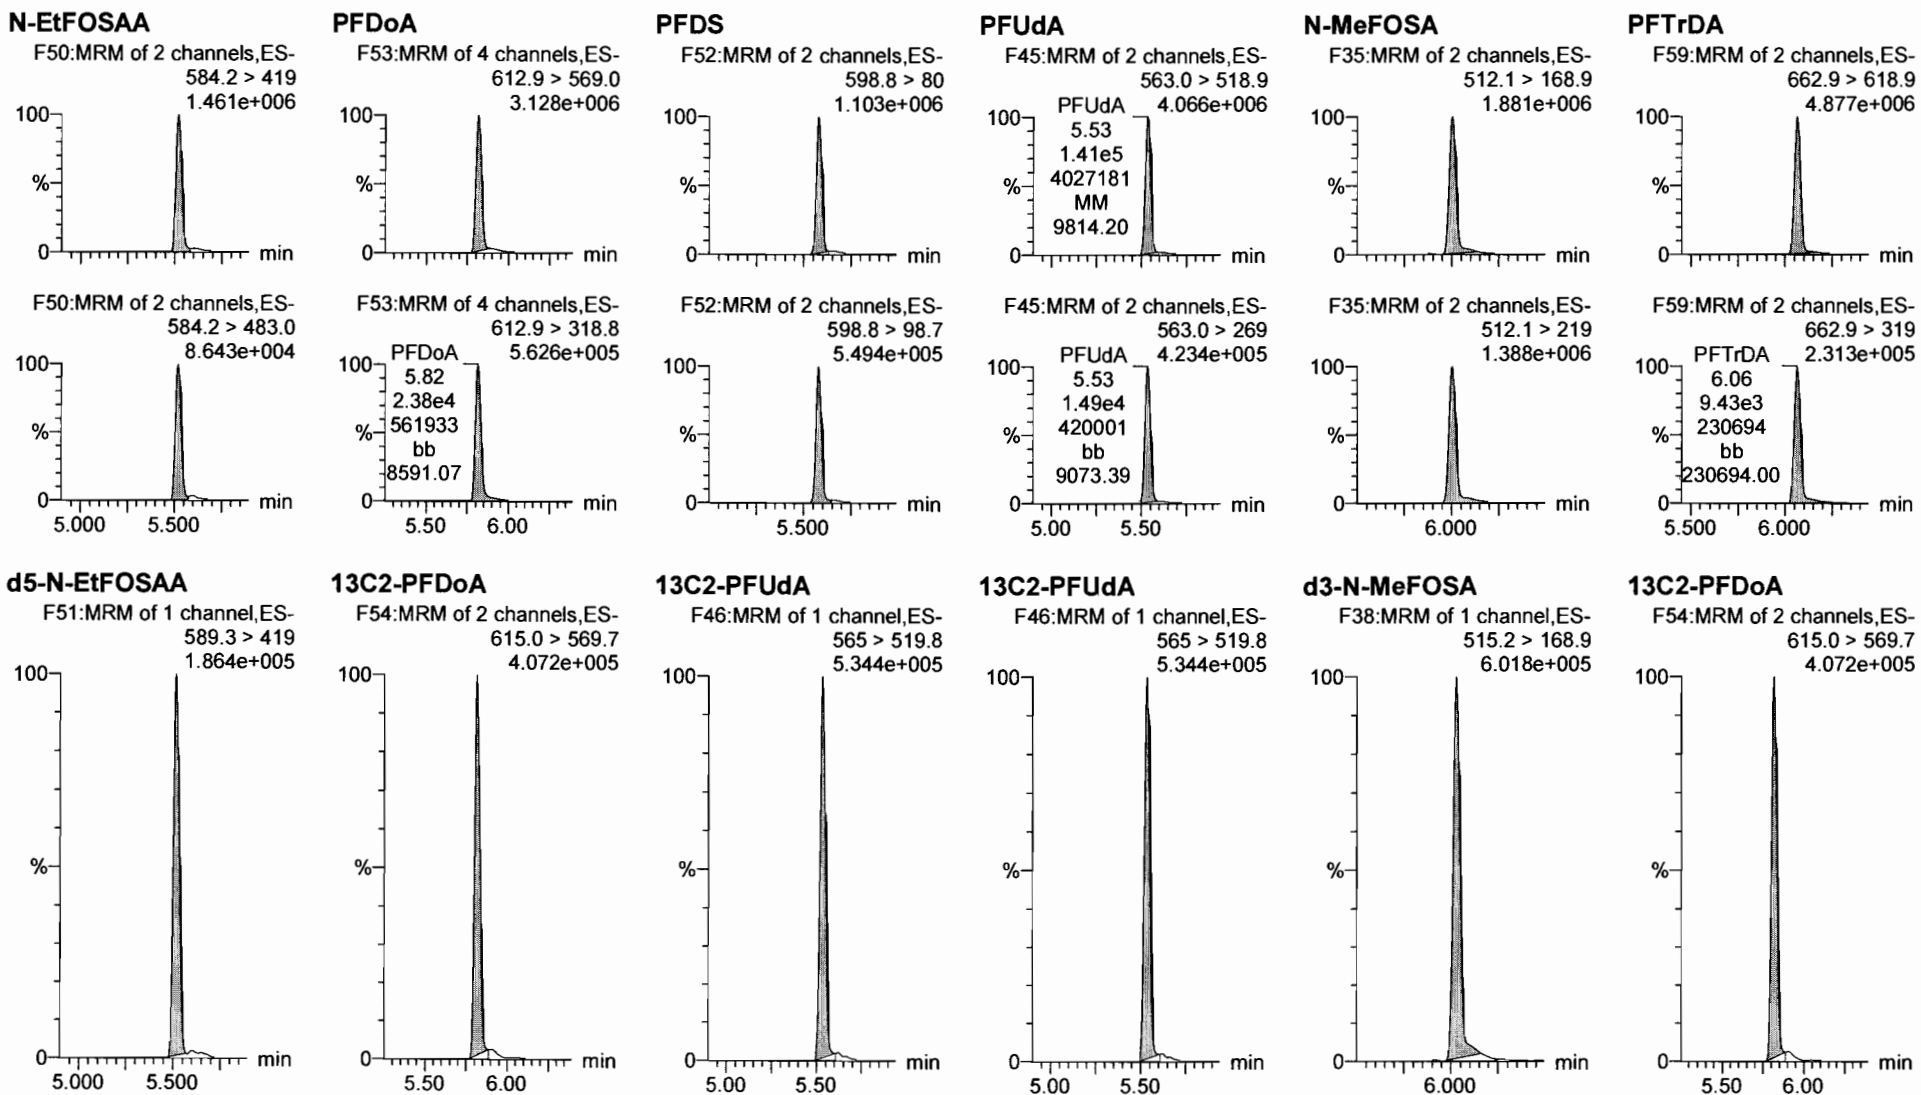 N-EtFOSAA
F50:MRM of 2 channels,ES-
584.2 > 419
1.461e+006
100
%
0
min
F50:MRM of 2 channels,ES-
584.2 > 483.0
8.643e+004
100
%
0
min
5.000 5.500
PFDoA
F53:MRM of 4 channels,ES-
612.9 > 569.0
3.128e+006
100
%
0
min
F53:MRM of 4 channels,ES-
612.9 > 318.8
5.626e+005
PFDoA
5.82
2.38e4
561933
bb
8591.07
100
%
0
min
5.50 6.00
PFDS
F52:MRM of 2 channels,ES-
598.8 > 80
1.103e+006
100
%
0
min
F52:MRM of 2 channels,ES-
598.8 > 98.7
5.494e+005
100
%
0
min
5.500
PFUdA
F45:MRM of 2 channels,ES-
563.0 > 518.9
4.066e+006
PFUdA
5.53
1.41e5
4027181
MM
9814.20
100
%
0
min
F45:MRM of 2 channels,ES-
563.0 > 269
4.234e+005
PFUdA
5.53
1.49e4
420001
bb
9073.39
100
%
0
min
5.00 5.50
N-MeFOSA
F35:MRM of 2 channels,ES-
512.1 > 168.9
1.881e+006
100
%
0
min
F35:MRM of 2 channels,ES-
512.1 > 219
1.388e+006
100
%
0
min
6.000
PFTrDA
F59:MRM of 2 channels,ES-
662.9 > 618.9
4.877e+006
100
%
0
min
F59:MRM of 2 channels,ES-
662.9 > 319
2.313e+005
PFTrDA
6.06
9.43e3
230694
bb
230694.00
100
%
0
min
5.500 6.000
d5-N-EtFOSAA
F51:MRM of 1 channel,ES-
589.3 > 419
1.864e+005
100
%
0
min
5.000 5.500
13C2-PFDoA
F54:MRM of 2 channels,ES-
615.0 > 569.7
4.072e+005
100
%
0
min
5.50 6.00
13C2-PFUdA
F46:MRM of 1 channel,ES-
565 > 519.8
5.344e+005
100
%
0
min
5.00 5.50
13C2-PFUdA
F46:MRM of 1 channel,ES-
565 > 519.8
5.344e+005
100
%
0
min
5.00 5.50
d3-N-MeFOSA
F38:MRM of 1 channel,ES-
515.2 > 168.9
6.018e+005
100
%
0
min
6.000
13C2-PFDoA
F54:MRM of 2 channels,ES-
615.0 > 569.7
4.072e+005
100
%
0
min
5.50 6.00